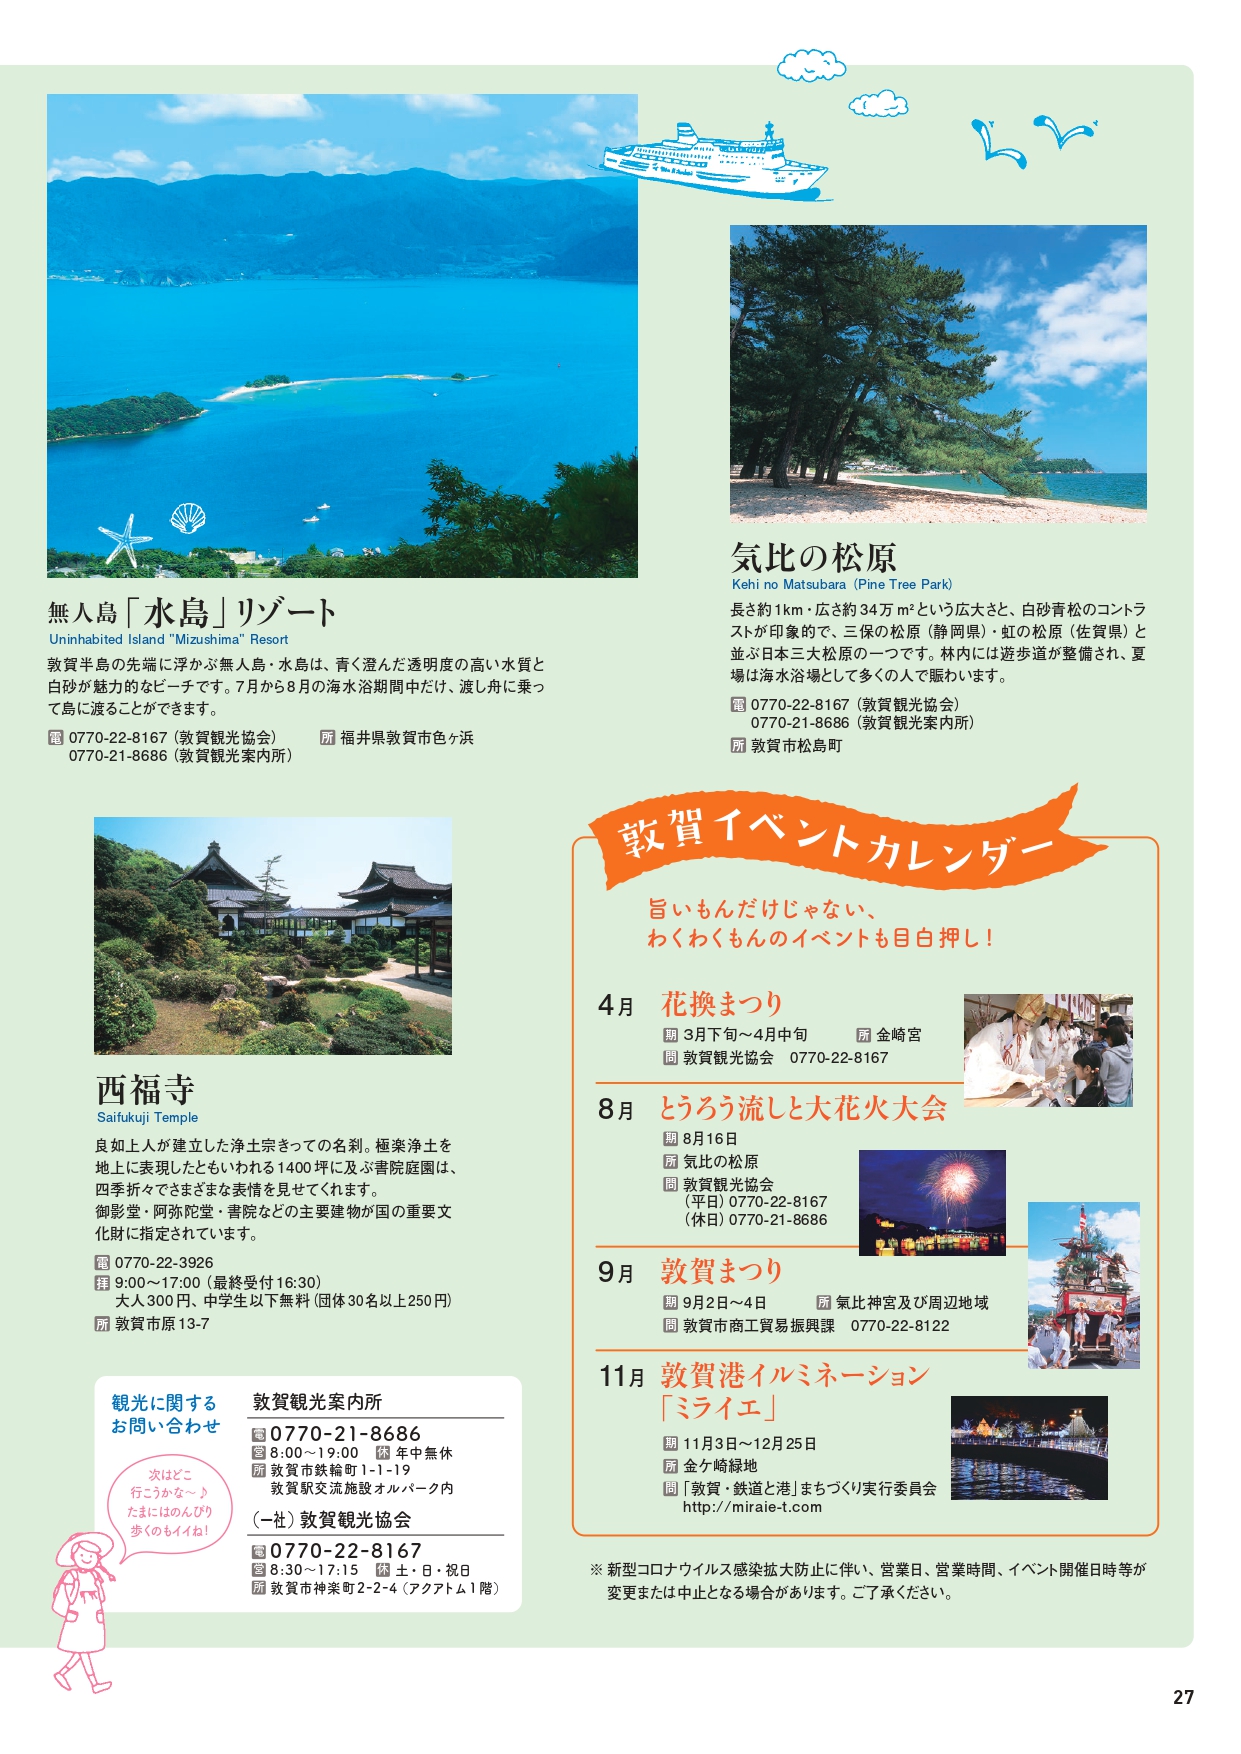 無人島「水島」リゾート
Uninhabited Island "Mizushima" Resort
敦賀半島の先端に浮かぶ無人島・水島は、青く澄んだ透明度の高い水質と
白砂が魅力的なビーチです。7月から8月の海水浴期間中だけ、渡し舟に乗っ
て島に渡ることができます。
電 0770-22-8167（敦賀観光協会） 所 福井県敦賀市色ヶ浜
0770-21-8686（敦賀観光案内所）
気比の松原
Kehi no Matsubara (Pine Tree Park)
長さ約1km・広さ約34万m²という広大さと、白砂青松のコントラ
ストが印象的で、三保の松原（静岡県）・虹の松原（佐賀県）と
並ぶ日本三大松原の一つです。林内には遊歩道が整備され、夏
場は海水浴場として多くの人で賑わいます。
電 0770-22-8167（敦賀観光協会）
0770-21-8686（敦賀観光案内所）
所 敦賀市松島町
西福寺
Saifukuji Temple
良如上人が建立した浄土宗きっての名刹。極楽浄土を
地上に表現したともいわれる1400坪に及ぶ書院庭園は、
四季折々でさまざまな表情を見せてくれます。
御影堂・阿弥陀堂・書院などの主要建物が国の重要文
化財に指定されています。
電 0770-22-3926
拝 9:00〜17:00（最終受付16:30）
大人300円、中学生以下無料（団体30名以上250円）
所 敦賀市原13-7
観光に関する
お問い合わせ
次はどこ
行こうかな〜♪
たまにはのんびり
歩くのもイイね!
敦賀観光案内所
電 0770-21-8686
営 8:00〜19:00 休 年中無休
所 敦賀市鉄輪町1-1-19
敦賀駅交流施設オルパーク内
（一社）敦賀観光協会
電 0770-22-8167
営 8:30〜17:15 休 土・日・祝日
所 敦賀市神楽町2-2-4（アクアトム1階）
敦賀イベントカレンダー
旨いもんだけじゃない、
わくわくもんのイベントも目白押し!
4月 花換まつり
期 3月下旬〜4月中旬 所 金崎宮
問 敦賀観光協会 0770-22-8167
8月 とうろう流しと大花火大会
期 8月16日
所 気比の松原
問 敦賀観光協会
（平日）0770-22-8167
（休日）0770-21-8686
9月 敦賀まつり
期 9月2日〜4日 所 氣比神宮及び周辺地域
問 敦賀市商工貿易振興課 0770-22-8122
11月 敦賀港イルミネーション
「ミライエ」
期 11月3日〜12月25日
所 金ケ崎緑地
問 「敦賀・鉄道と港」まちづくり実行委員会
http://miraie-t.com
※ 新型コロナウイルス感染拡大防止に伴い、営業日、営業時間、イベント開催日時等が
変更または中止となる場合があります。ご了承ください。
27